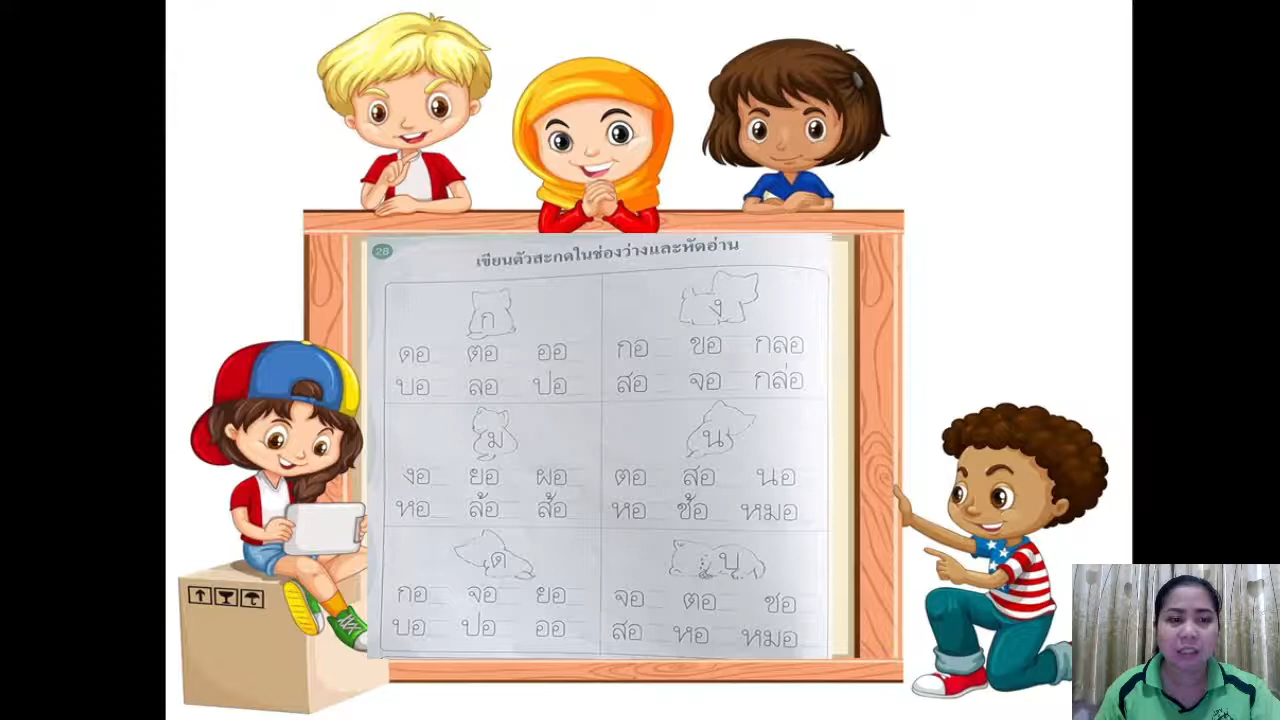 28
เขียนตัวสะกดในช่องว่างและหัดอ่าน
ก
ดอ ตอ ออ
บอ ลอ ปอ
ง
กอ ขอ กลอ
สอ จอ กล่อ
ม
งอ ยอ ผอ
หอ ล้อ ส้อ
น
ตอ สอ นอ
หอ ช้อ หมอ
ด
กอ จอ ยอ
บอ ปอ ออ
บ
จอ ตอ ชอ
สอ หอ หมอ